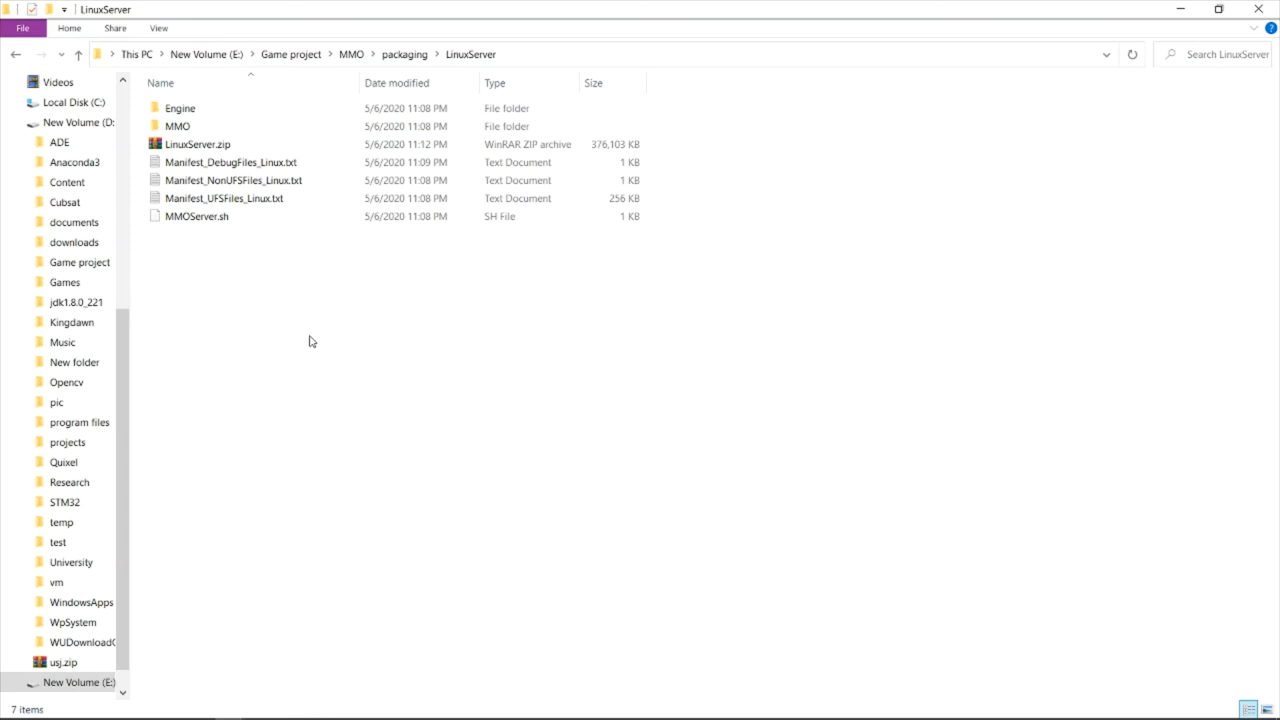 LinuxServer
File Home Share View
This PC New Volume (E:) Game project MMO packaging LinuxServer Search LinuxServer
Name Date modified Type Size
Engine 5/6/2020 11:08 PM File folder
MMO 5/6/2020 11:08 PM File folder
LinuxServer.zip 5/6/2020 11:12 PM WinRAR ZIP archive 376,103 KB
Manifest_DebugFiles_Linux.txt 5/6/2020 11:09 PM Text Document 1 KB
Manifest_NonUFSFiles_Linux.txt 5/6/2020 11:08 PM Text Document 1 KB
Manifest_UFSFiles_Linux.txt 5/6/2020 11:08 PM Text Document 256 KB
MMOServer.sh 5/6/2020 11:08 PM SH File 1 KB
Videos
Local Disk (C:)
New Volume (D:
ADE
Anaconda3
Content
Cubsat
documents
downloads
Game project
Games
jdk1.8.0_221
Kingdawn
Music
New folder
Opencv
pic
program files
projects
Quixel
Research
STM32
temp
test
University
vm
WindowsApps
WpSystem
WUDownloadC
usj.zip
New Volume (E:)
7 items